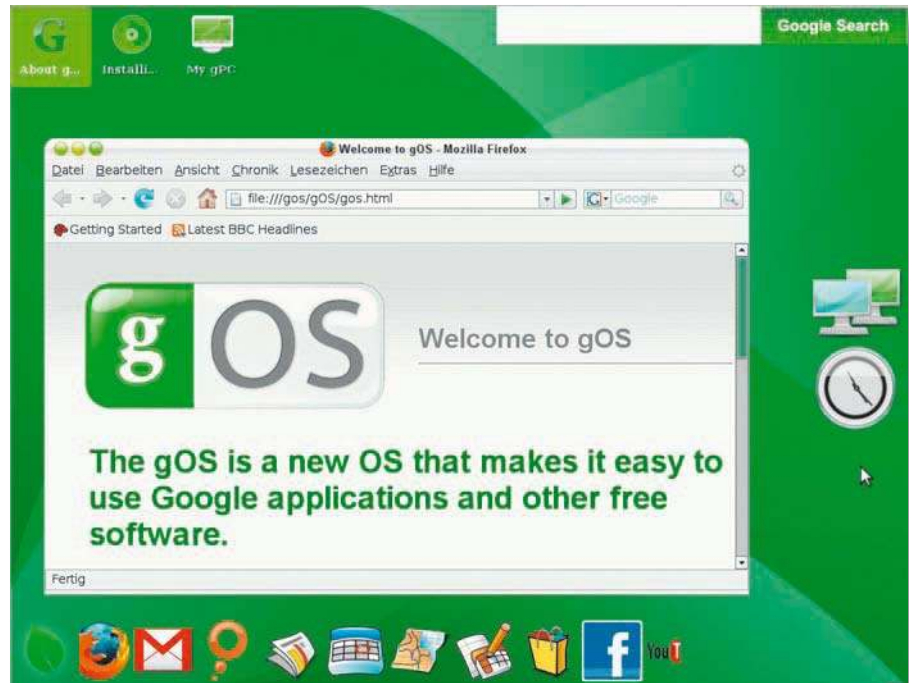 Google Search
G
About g...
Installi...
My gPC
Welcome to gOS - Mozilla Firefox
Datei Bearbeiten Ansicht Chronik Lesezeichen Extras Hilfe
file:///gos/gOS/gos.html
G Google
Getting Started Latest BBC Headlines
g OS
Welcome to gOS
The gOS is a new OS that makes it easy to
use Google applications and other free
software.
Fertig
f
You T